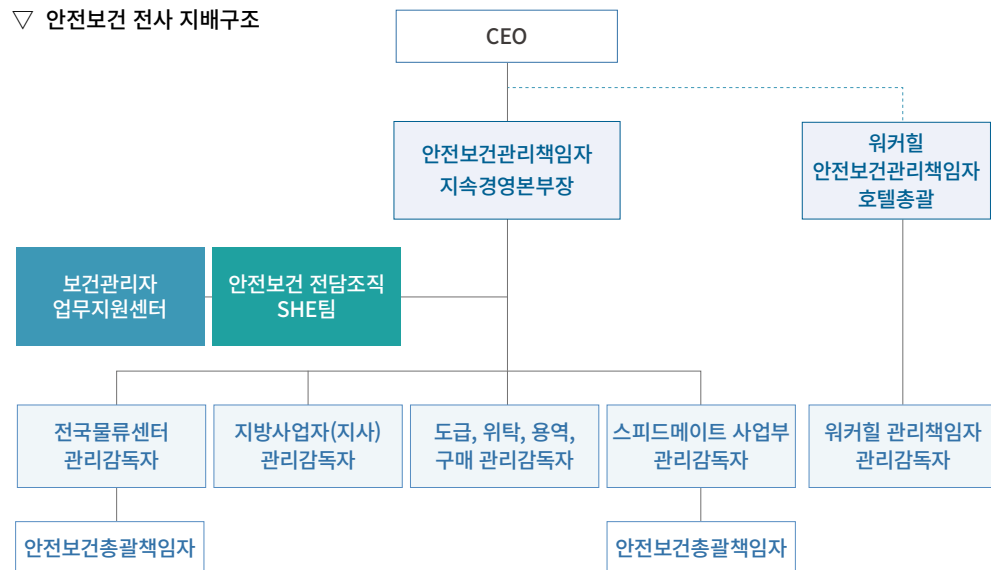 ▽ 안전보건 전사 지배구조
CEO
안전보건관리책임자
지속경영본부장
워커힐
안전보건관리책임자
호텔총괄
보건관리자
업무지원센터
안전보건 전담조직
SHE팀
전국물류센터
관리감독자
지방사업자(지사)
관리감독자
도급, 위탁, 용역,
구매 관리감독자
스피드메이트 사업부
관리감독자
워커힐 관리책임자
관리감독자
안전보건총괄책임자
안전보건총괄책임자